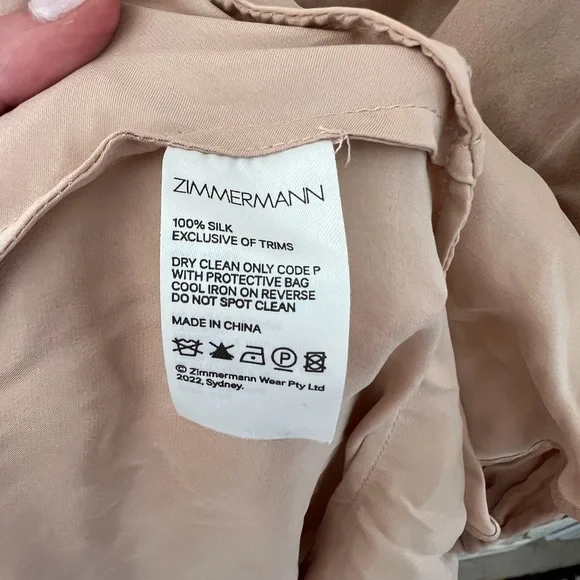 ZIMMERMANN
100% SILK
EXCLUSIVE OF TRIMS
DRY CLEAN ONLY CODE P
WITH PROTECTIVE BAG
COOL IRON ON REVERSE
DO NOT SPOT CLEAN
MADE IN CHINA
P
© Zimmermann Wear Pty Ltd
2022, Sydney.